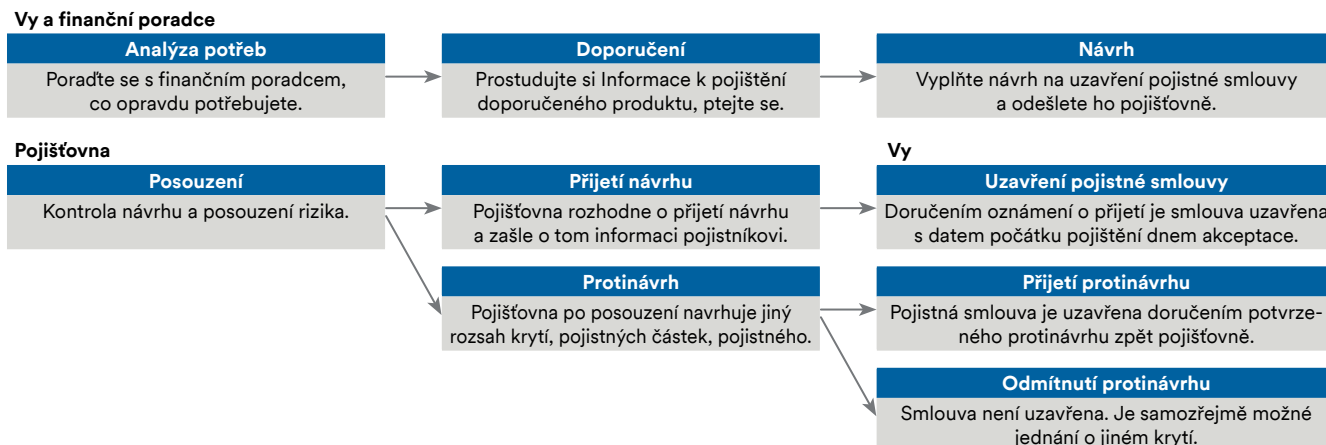 Vy a finanční poradce
Analýza potřeb
Poraďte se s finančním poradcem,
co opravdu potřebujete.
Doporučení
Prostudujte si Informace k pojištění
doporučeného produktu, ptejte se.
Návrh
Vyplňte návrh na uzavření pojistné smlouvy
a odešlete ho pojišťovně.
Pojišťovna
Vy
Posouzení
Kontrola návrhu a posouzení rizika.
Přijetí návrhu
Pojišťovna rozhodne o přijetí návrhu
a zašle o tom informaci pojistníkovi.
Uzavření pojistné smlouvy
Doručením oznámení o přijetí je smlouva uzavřena
s datem počátku pojištění dnem akceptace.
Protinávrh
Pojišťovna po posouzení navrhuje jiný
rozsah krytí, pojistných částek, pojistného.
Přijetí protinávrhu
Pojistná smlouva je uzavřena doručením potvrze-
ného protinávrhu zpět pojišťovně.
Odmítnutí protinávrhu
Smlouva není uzavřena. Je samozřejmě možné
jednání o jiném krytí.